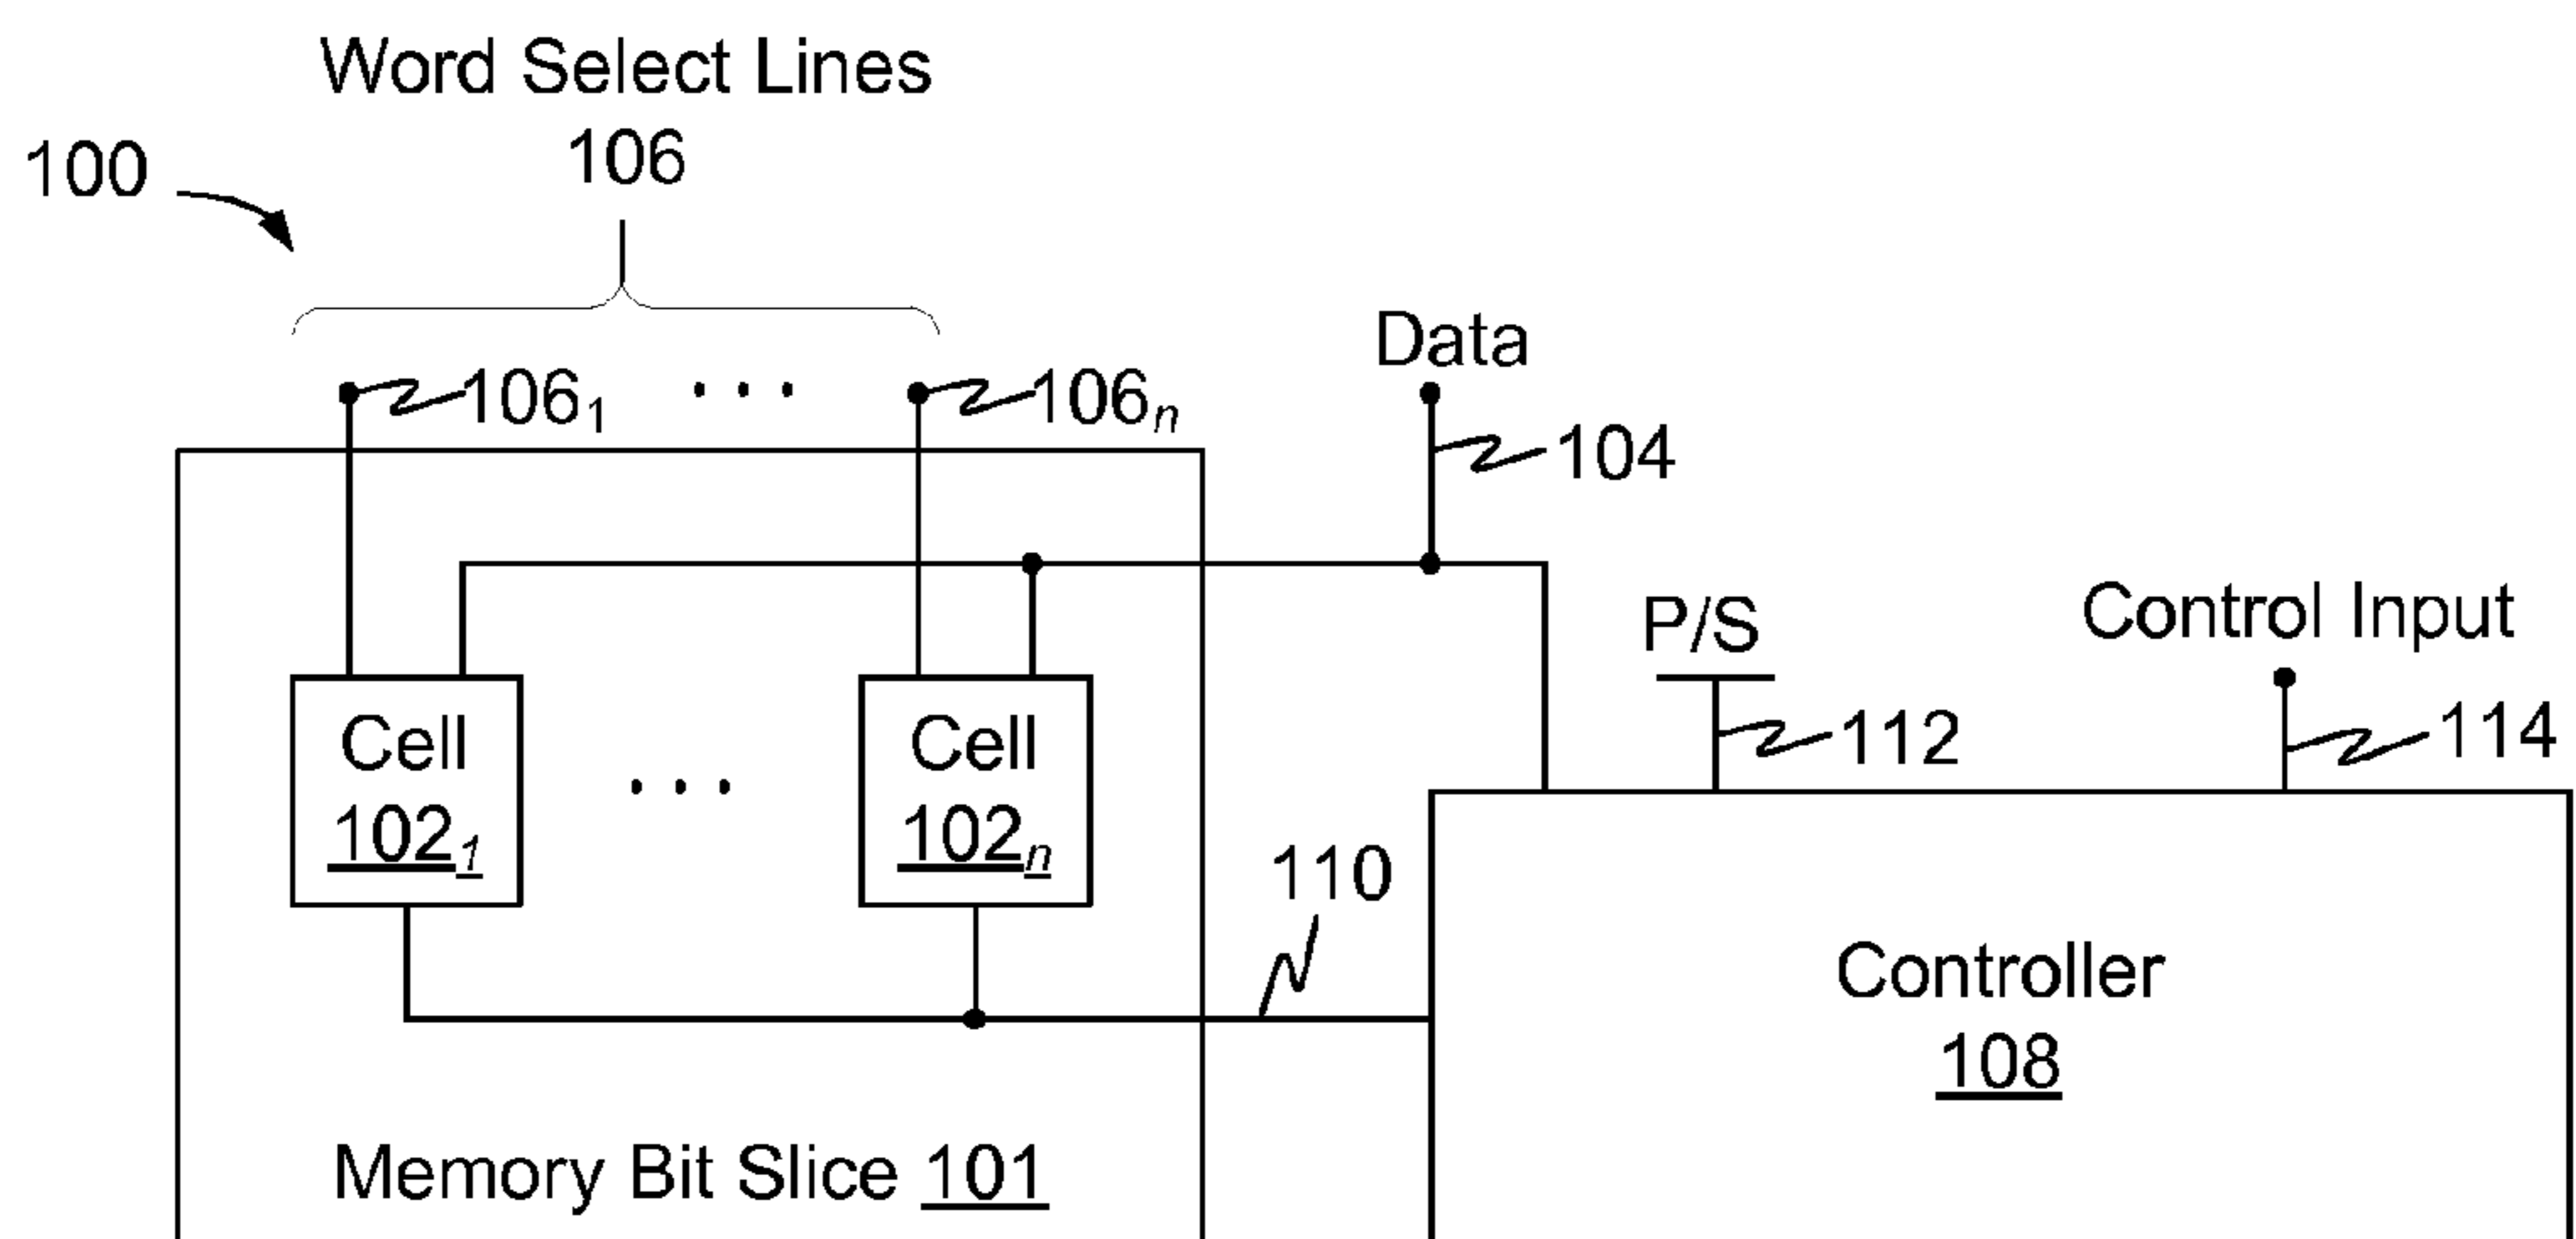 Word Select Lines
106
100
106₁ ... 106ₙ
Data
104
P/S
112
Control Input
114
Cell
102₁
...
Cell
102ₙ
110
Controller
108
Memory Bit Slice 101